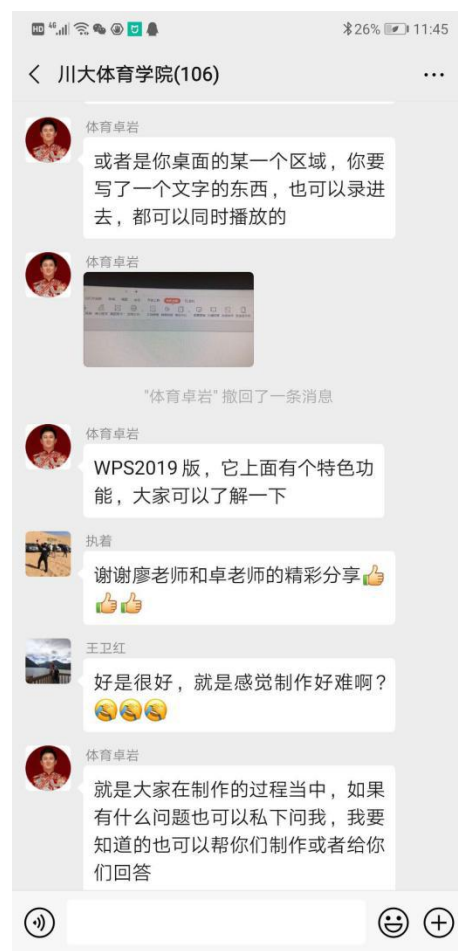 HD 46 26% 11:45
川大体育学院(106)
体育卓岩
或者是你桌面的某一个区域，你要
写了一个文字的东西，也可以录进
去，都可以同时播放的
体育卓岩
"体育卓岩" 撤回了一条消息
体育卓岩
WPS2019 版，它上面有个特色功
能，大家可以了解一下
执着
谢谢廖老师和卓老师的精彩分享👍
👍👍
王卫红
好是很好，就是感觉制作好难啊？
体育卓岩
就是大家在制作的过程当中，如果
有什么问题也可以私下问我，我要
知道的也可以帮你们制作或者给你
们回答